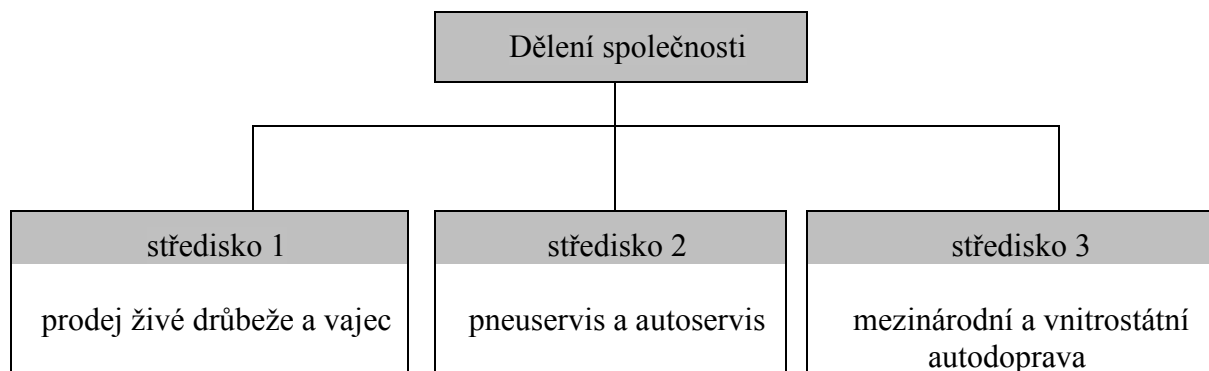 Dělení společnosti
středisko 1
prodej živé drůbeže a vajec
středisko 2
pneuservis a autoservis
středisko 3
mezinárodní a vnitrostátní
autodoprava